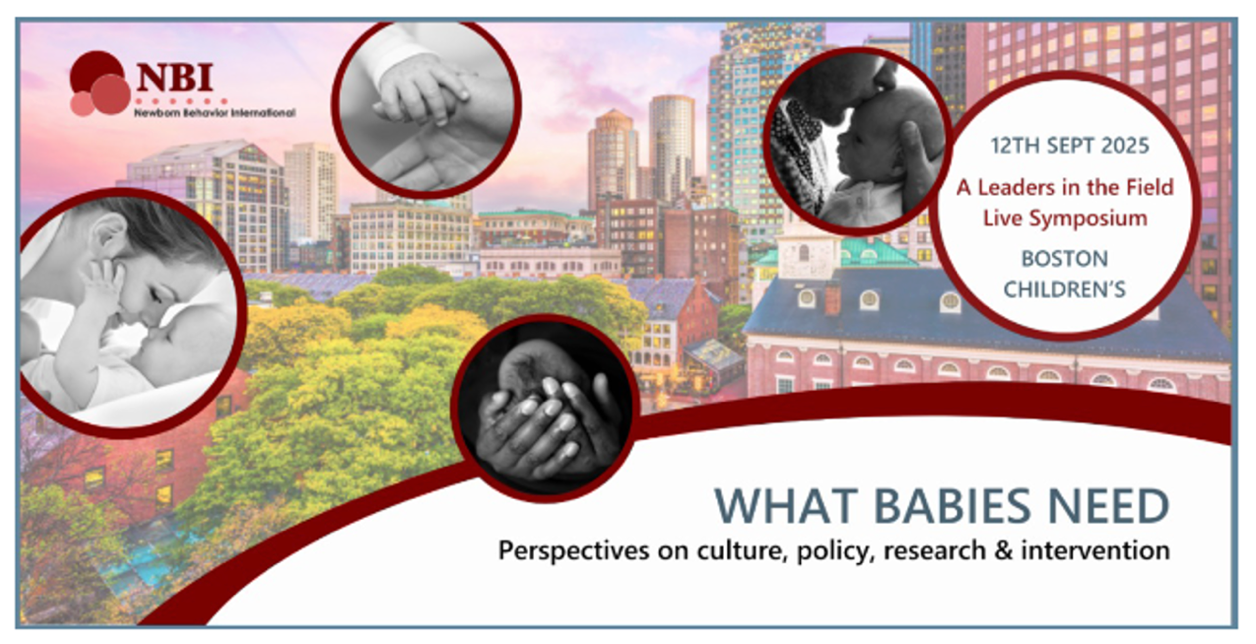 NBI
Newborn Behavior International
12TH SEPT 2025
A Leaders in the Field
Live Symposium
BOSTON
CHILDREN'S
WHAT BABIES NEED
Perspectives on culture, policy, research & intervention